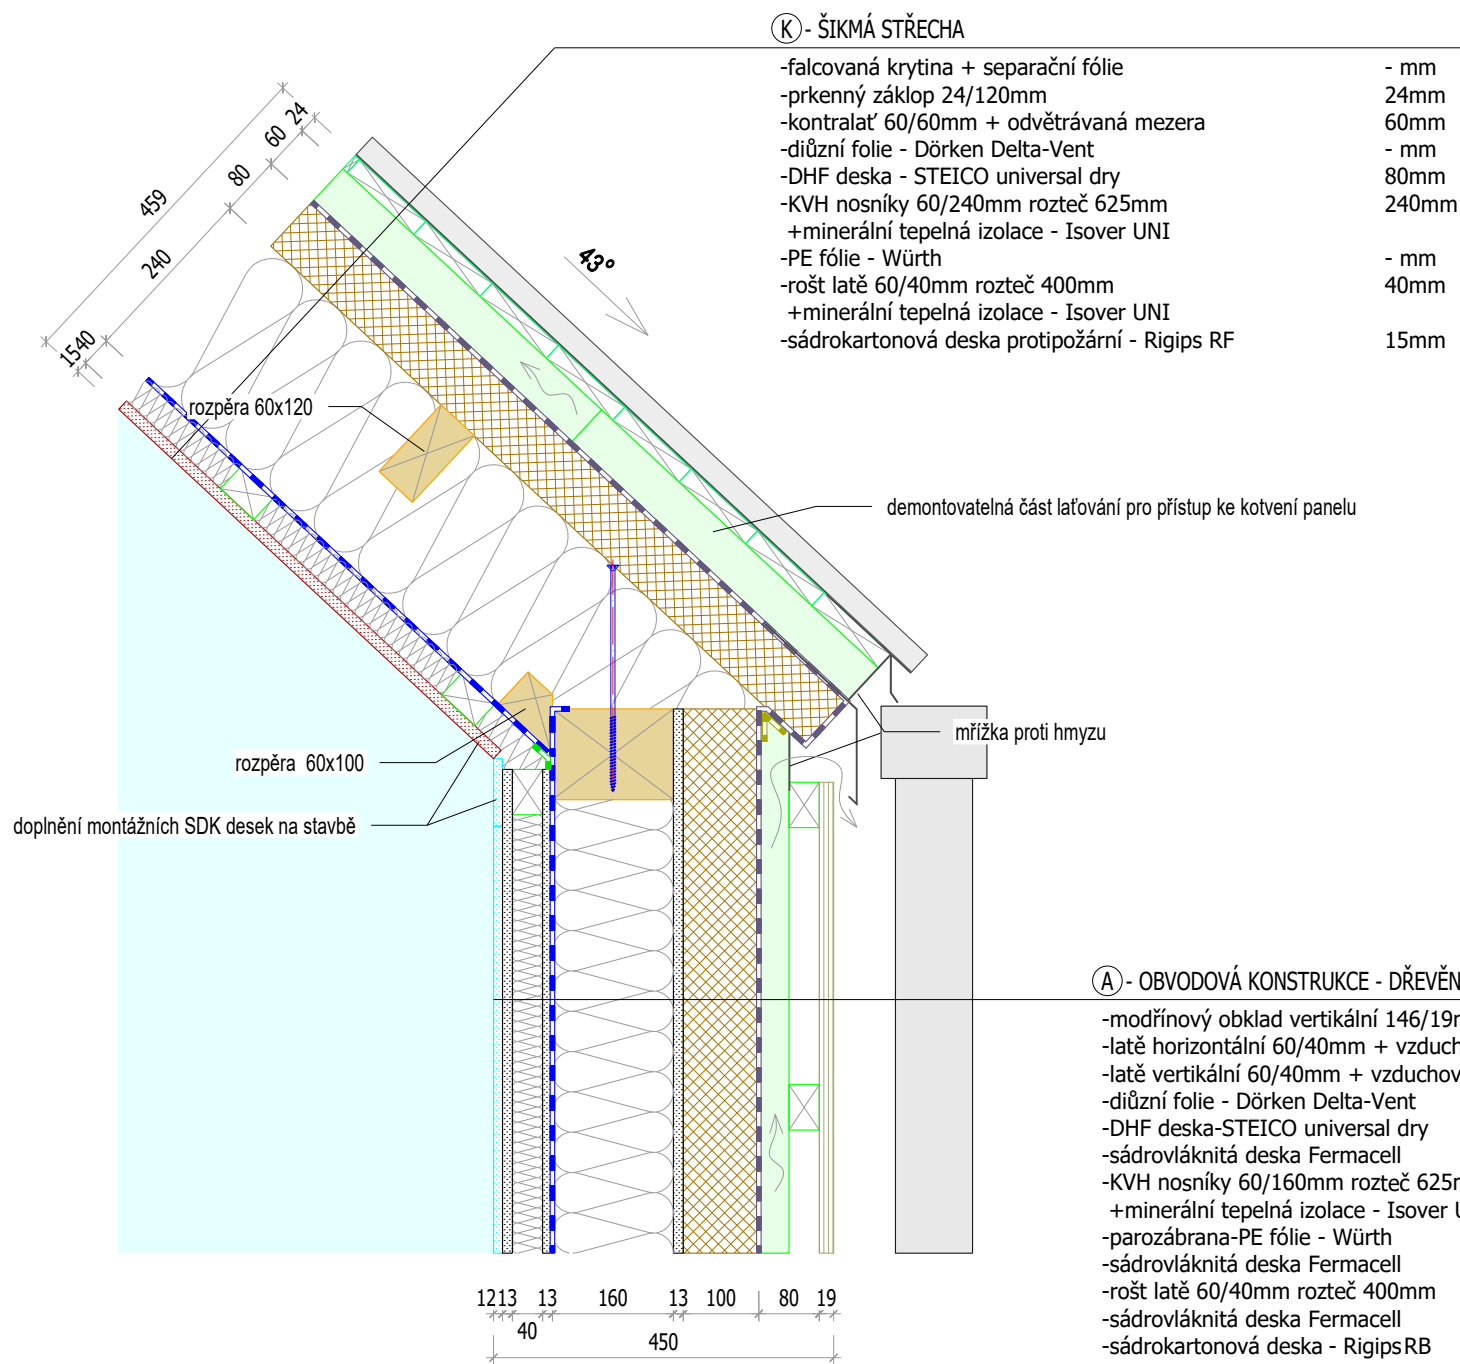 K - ŠIKMÁ STŘECHA
-falcovaná krytina + separační fólie - mm
-prkenný záklop 24/120mm 24mm
-kontralať 60/60mm + odvětrávaná mezera 60mm
-diůzní folie - Dörken Delta-Vent - mm
-DHF deska - STEICO universal dry 80mm
-KVH nosníky 60/240mm rozteč 625mm 240mm
+minerální tepelná izolace - Isover UNI
-PE fólie - Würth - mm
-rošt latě 60/40mm rozteč 400mm 40mm
+minerální tepelná izolace - Isover UNI
-sádrokartonová deska protipožární - Rigips RF 15mm
24
60
80
459
240
43°
1540
rozpěra 60x120
demontovatelná část laťování pro přístup ke kotvení panelu
mřížka proti hmyzu
rozpěra 60x100
doplnění montážních SDK desek na stavbě
A - OBVODOVÁ KONSTRUKCE - DŘEVĚN
-modřínový obklad vertikální 146/19
-latě horizontální 60/40mm + vzduch
-latě vertikální 60/40mm + vzduchov
-diůzní folie - Dörken Delta-Vent
-DHF deska-STEICO universal dry
-sádrovláknitá deska Fermacell
-KVH nosníky 60/160mm rozteč 625
+minerální tepelná izolace - Isover
-parozábrana-PE fólie - Würth
-sádrovláknitá deska Fermacell
-rošt latě 60/40mm rozteč 400mm
-sádrovláknitá deska Fermacell
-sádrokartonová deska - Rigips RB
12 13 13 160 13 100 80 19
40
450